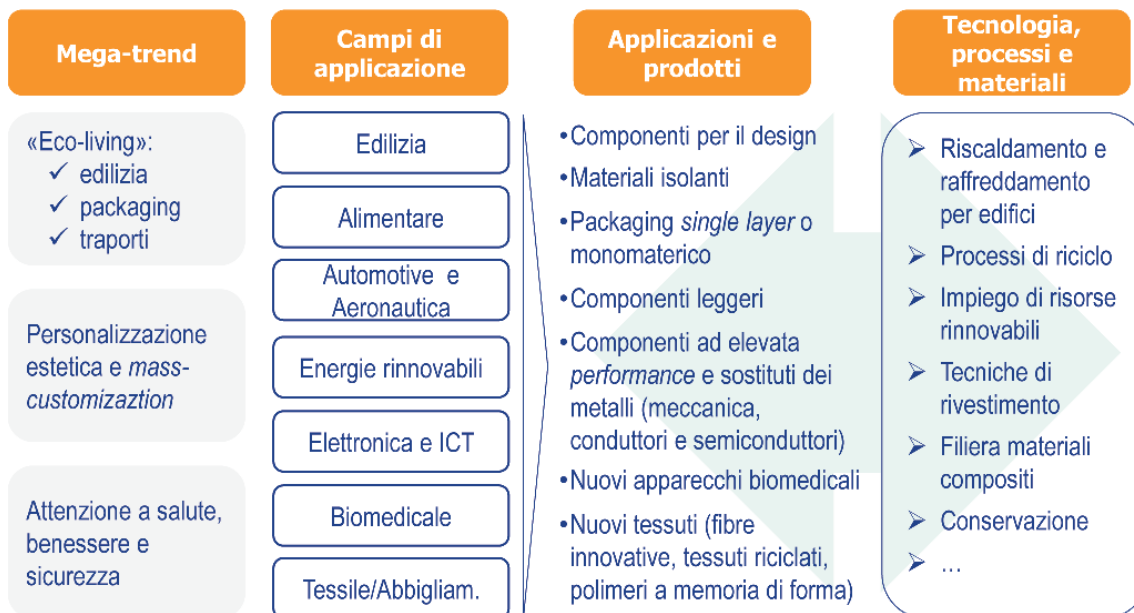 Mega-trend
«Eco-living»:
✓ edilizia
✓ packaging
✓ traporti
Personalizzazione
estetica e mass-
customizaztion
Attenzione a salute,
benessere e
sicurezza
Campi di
applicazione
Edilizia
Alimentare
Automotive e
Aeronautica
Energie rinnovabili
Elettronica e ICT
Biomedicale
Tessile/Abbigliam.
Applicazioni e
prodotti
•Componenti per il design
•Materiali isolanti
•Packaging single layer o
monomaterico
•Componenti leggeri
•Componenti ad elevata
performance e sostituti dei
metalli (meccanica,
conduttori e semiconduttori)
•Nuovi apparecchi biomedicali
•Nuovi tessuti (fibre
innovative, tessuti riciclati,
polimeri a memoria di forma)
Tecnologia,
processi e
materiali
➢ Riscaldamento e
raffreddamento
per edifici
➢ Processi di riciclo
➢ Impiego di risorse
rinnovabili
➢ Tecniche di
rivestimento
➢ Filiera materiali
compositi
➢ Conservazione
➢ …